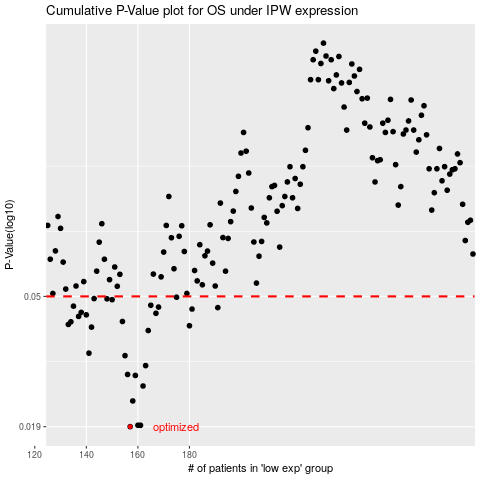 Cumulative P-Value plot for OS under IPW expression
P-Value(log10)
0.05
0.019
optimized
120 140 160 180
# of patients in 'low exp' group